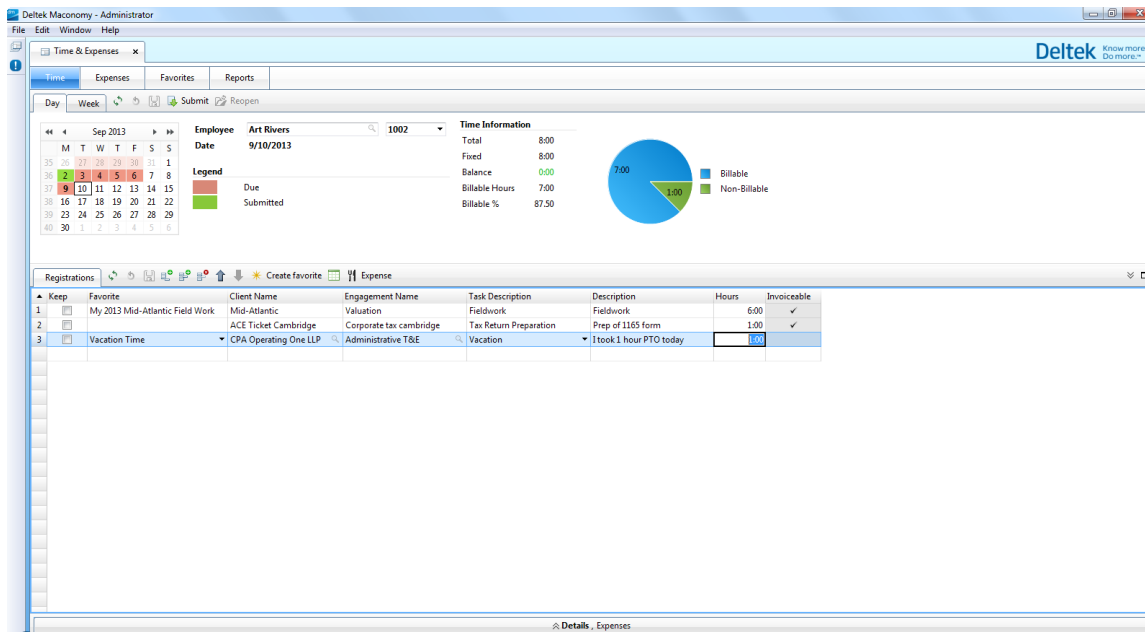 Deltek Maconomy - Administrator
File Edit Window Help
Time & Expenses
Deltek Know more. Do more.™
Time Expenses Favorites Reports
Day Week Submit Reopen
Sep 2013
M T W T F S S
35 26 27 28 29 30 31 1
36 2 3 4 5 6 7 8
37 9 10 11 12 13 14 15
38 16 17 18 19 20 21 22
39 23 24 25 26 27 28 29
40 30 1 2 3 4 5 6
Employee Art Rivers 1002
Date 9/10/2013
Legend
Due
Submitted
Time Information
Total 8:00
Fixed 8:00
Balance 0:00
Billable Hours 7:00
Billable % 87.50
7:00
1:00
Billable
Non-Billable
Registrations Create favorite Expense
Keep Favorite Client Name Engagement Name Task Description Description Hours Invoiceable
1 My 2013 Mid-Atlantic Field Work Mid-Atlantic Valuation Fieldwork Fieldwork 6:00
2 ACE Ticket Cambridge Corporate tax cambridge Tax Return Preparation Prep of 1165 form 1:00
3 Vacation Time CPA Operating One LLP Administrative T&E Vacation I took 1 hour PTO today 1:00
Details , Expenses